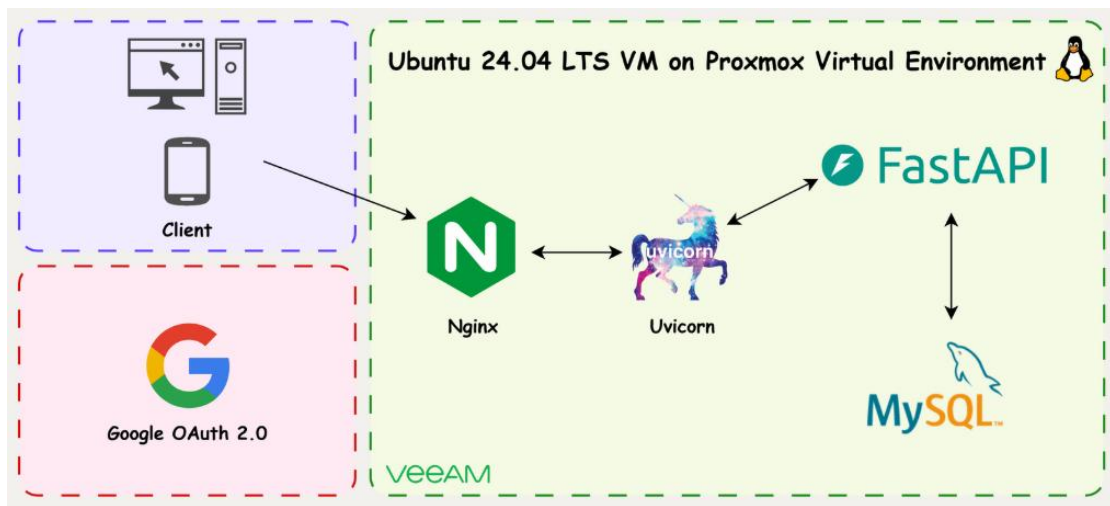 Ubuntu 24.04 LTS VM on Proxmox Virtual Environment
Client
FastAPI
N
uvicorn
Nginx
Uvicorn
G
Google OAuth 2.0
MySQL™
veeAM